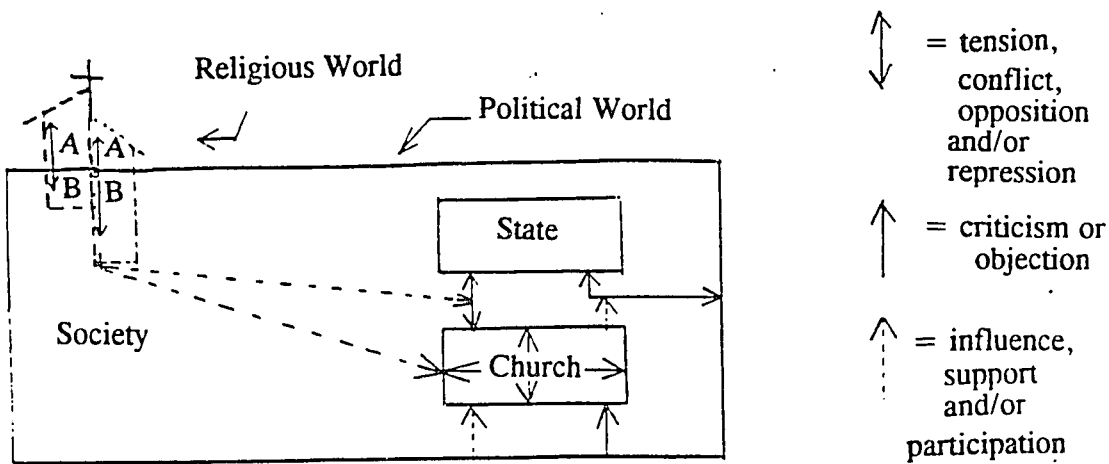 Religious World
Political World
A A
B B
State
Society
Church
= tension,
conflict,
opposition
and/or
repression
= criticism or
objection
= influence,
support
and/or
participation